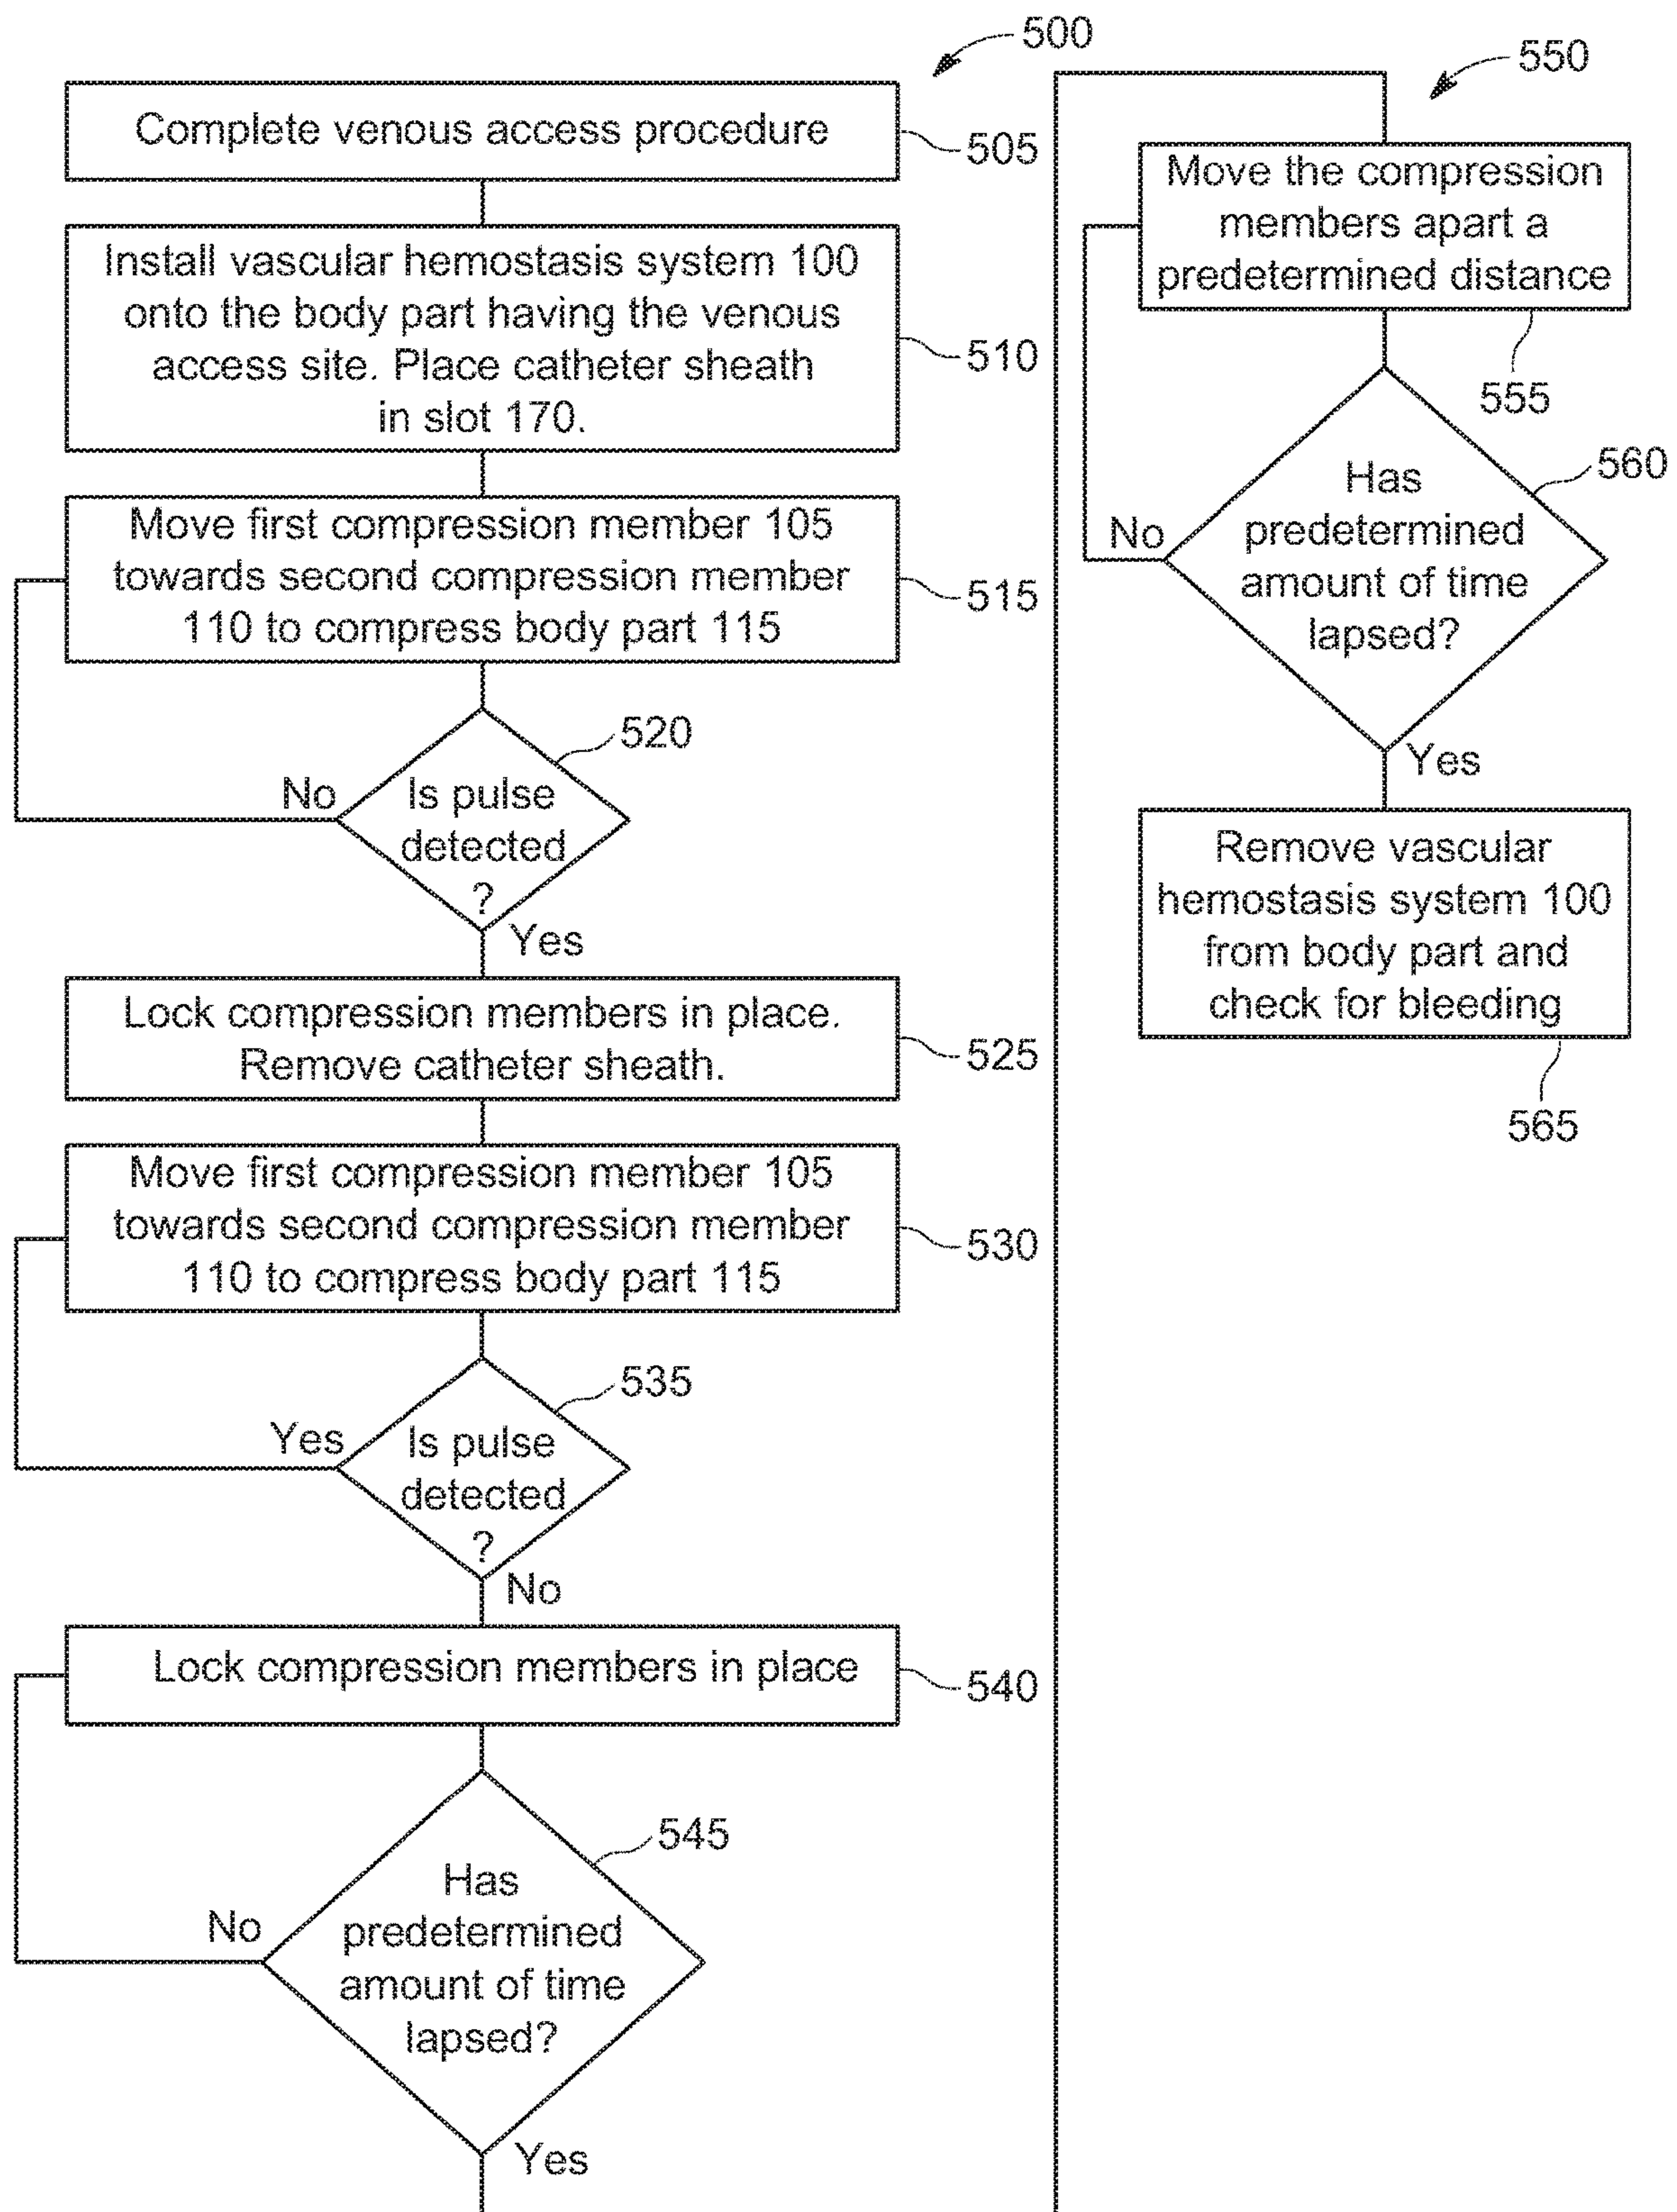 500
Complete venous access procedure
505
Install vascular hemostasis system 100
onto the body part having the venous
access site. Place catheter sheath
in slot 170.
510
Move first compression member 105
towards second compression member
110 to compress body part 115
515
520
Is pulse
detected
?
No
Yes
Lock compression members in place.
Remove catheter sheath.
525
Move first compression member 105
towards second compression member
110 to compress body part 115
530
535
Is pulse
detected
?
Yes
No
Lock compression members in place
540
545
Has
predetermined
amount of time
lapsed?
No
Yes
550
Move the compression
members apart a
predetermined distance
555
560
Has
predetermined
amount of time
lapsed?
No
Yes
Remove vascular
hemostasis system 100
from body part and
check for bleeding
565